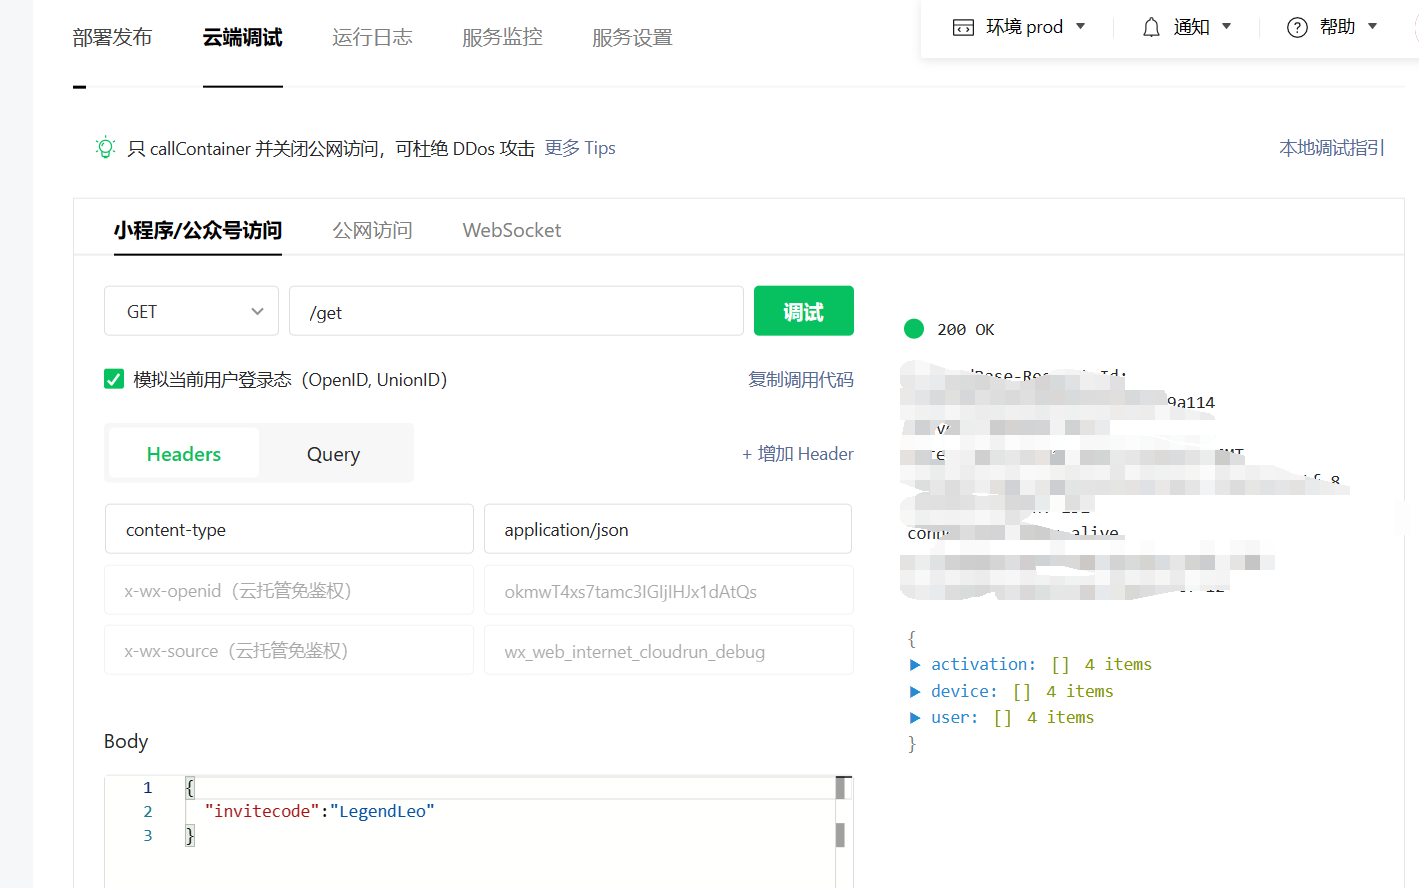 部署发布 云端调试 运行日志 服务监控 服务设置
环境 prod 通知 帮助
只 callContainer 并关闭公网访问，可杜绝 DDos 攻击 更多 Tips
本地调试指引
小程序/公众号访问 公网访问 WebSocket
GET /get 调试
模拟当前用户登录态（OpenID, UnionID） 复制调用代码
Headers Query + 增加 Header
content-type application/json
x-wx-openid（云托管免鉴权） okmwT4xs7tamc3IGIjIHJx1dAtQs
x-wx-source（云托管免鉴权） wx_web_internet_cloudrun_debug
Body
1 {
2 "invitecode":"LegendLeo"
3 }
200 OK
9a114
alive
{
activation: [] 4 items
device: [] 4 items
user: [] 4 items
}